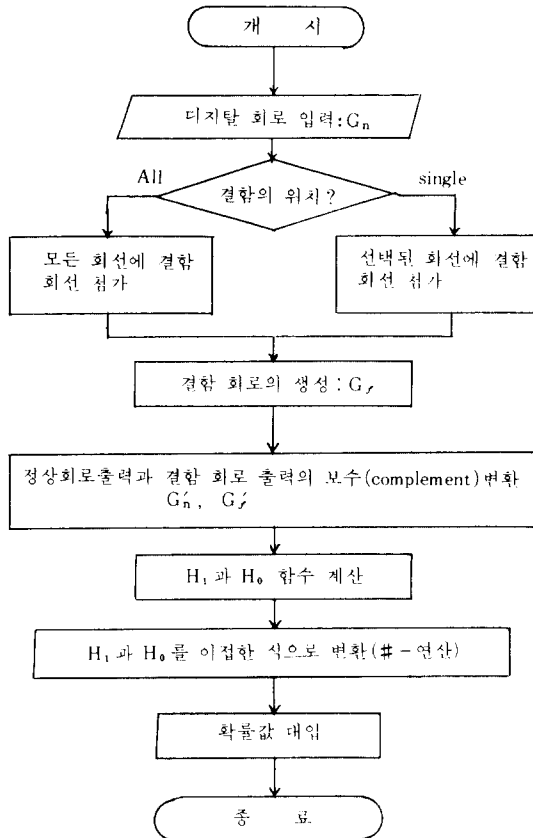 개 시
디지탈 회로 입력:Gn
All
결함의 위치?
single
모든 회선에 결함
회선 첨가
선택된 회선에 결함
회선 첨가
결함 회로의 생성:Gf
정상회로출력과 결함 회로 출력의 보수(complement)변환
G'n, G'f
H₁과 H₀ 함수 계산
H₁과 H₀를 이접한 식으로 변환(#-연산)
확률값 대입
종 료